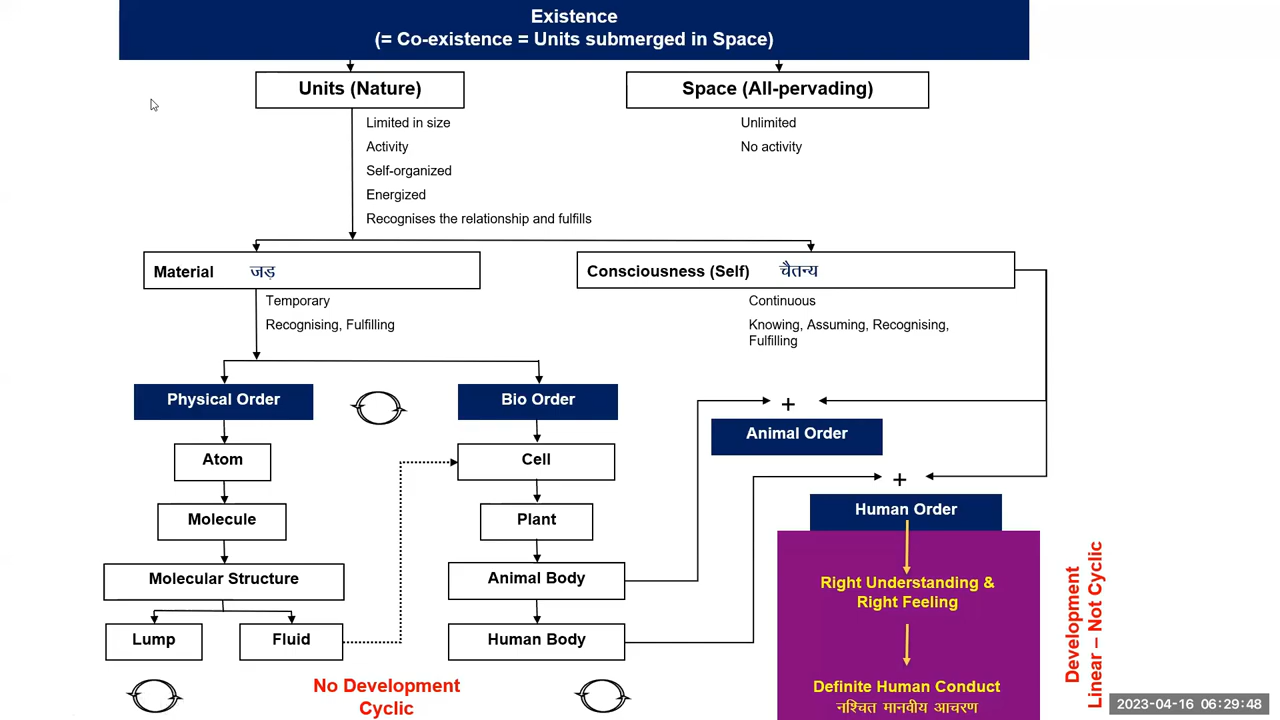 Existence
(= Co-existence = Units submerged in Space)
Units (Nature)
Space (All-pervading)
Limited in size
Activity
Self-organized
Energized
Recognises the relationship and fulfills
Unlimited
No activity
Material जड़
Consciousness (Self) चैतन्य
Temporary
Recognising, Fulfilling
Continuous
Knowing, Assuming, Recognising,
Fulfilling
Physical Order
Bio Order
+
Animal Order
Atom
Cell
+
Human Order
Molecule
Plant
Molecular Structure
Animal Body
Right Understanding &
Right Feeling
Lump
Fluid
Human Body
No Development
Cyclic
Definite Human Conduct
निश्चित मानवीय आचरण
Development
Linear – Not Cyclic
2023-04-16 06:29:48